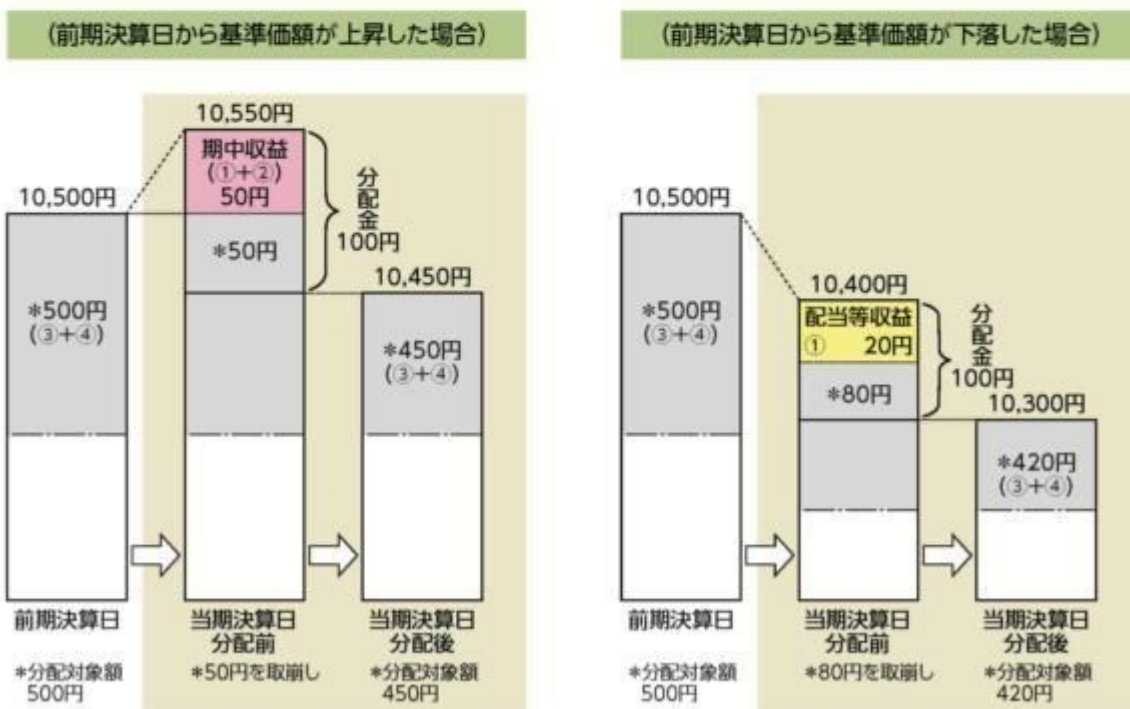 (前期決算日から基準価額が上昇した場合)
10,550円
期中収益
(①+②)
50円
10,500円
*50円
分配金
100円
10,450円
*500円
(③+④)
*450円
(③+④)
前期決算日
当期決算日
分配前
当期決算日
分配後
*分配対象額
500円
*50円を取崩し
*分配対象額
450円
(前期決算日から基準価額が下落した場合)
10,500円
10,400円
配当等収益
① 20円
*80円
分配金
100円
10,300円
*500円
(③+④)
*420円
(③+④)
前期決算日
当期決算日
分配前
当期決算日
分配後
*分配対象額
500円
*80円を取崩し
*分配対象額
420円